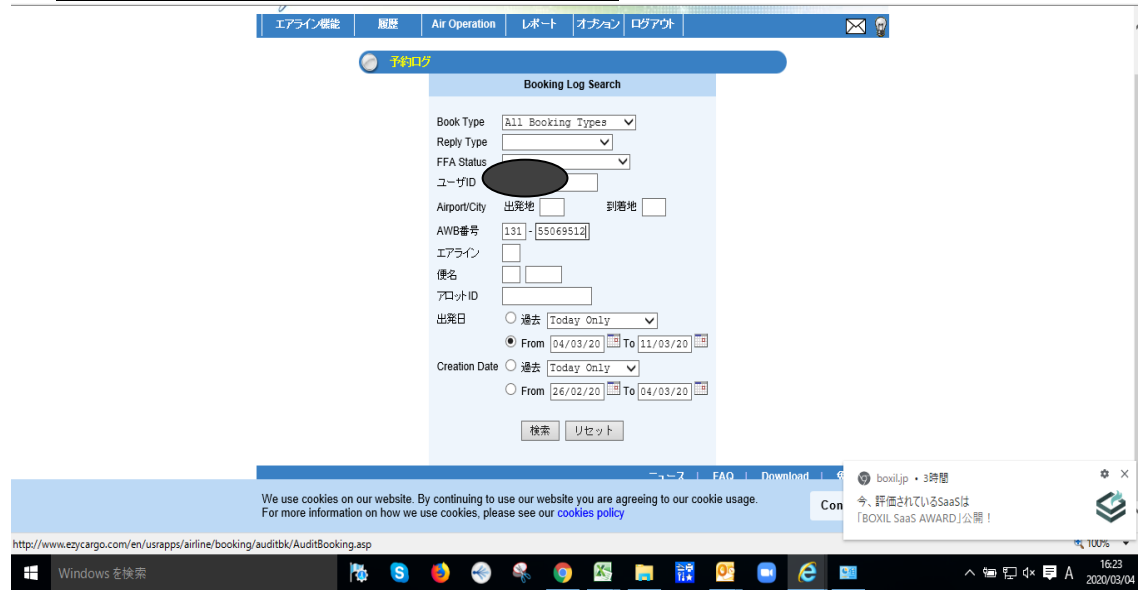 エアライン機能 履歴 Air Operation レポート オプション ログアウト
予約ログ
Booking Log Search
Book Type All Booking Types
Reply Type
FFA Status
ユーザID
Airport/City 出発地 到着地
AWB番号 131 - 55069512
エアライン
便名
アロットID
出発日 過去 Today Only
From 04/03/20 To 11/03/20
Creation Date 過去 Today Only
From 26/02/20 To 04/03/20
検索 リセット
ニュース | FAQ | Download |
We use cookies on our website. By continuing to use our website you are agreeing to our cookie usage.
For more information on how we use cookies, please see our cookies policy
Con
boxil.jp • 3時間
今、評価されているSaaSは
「BOXIL SaaS AWARD」公開！
http://www.ezycargo.com/en/usrapps/airline/booking/auditbk/AuditBooking.asp
100%
Windows を検索
A
16:23
2020/03/04